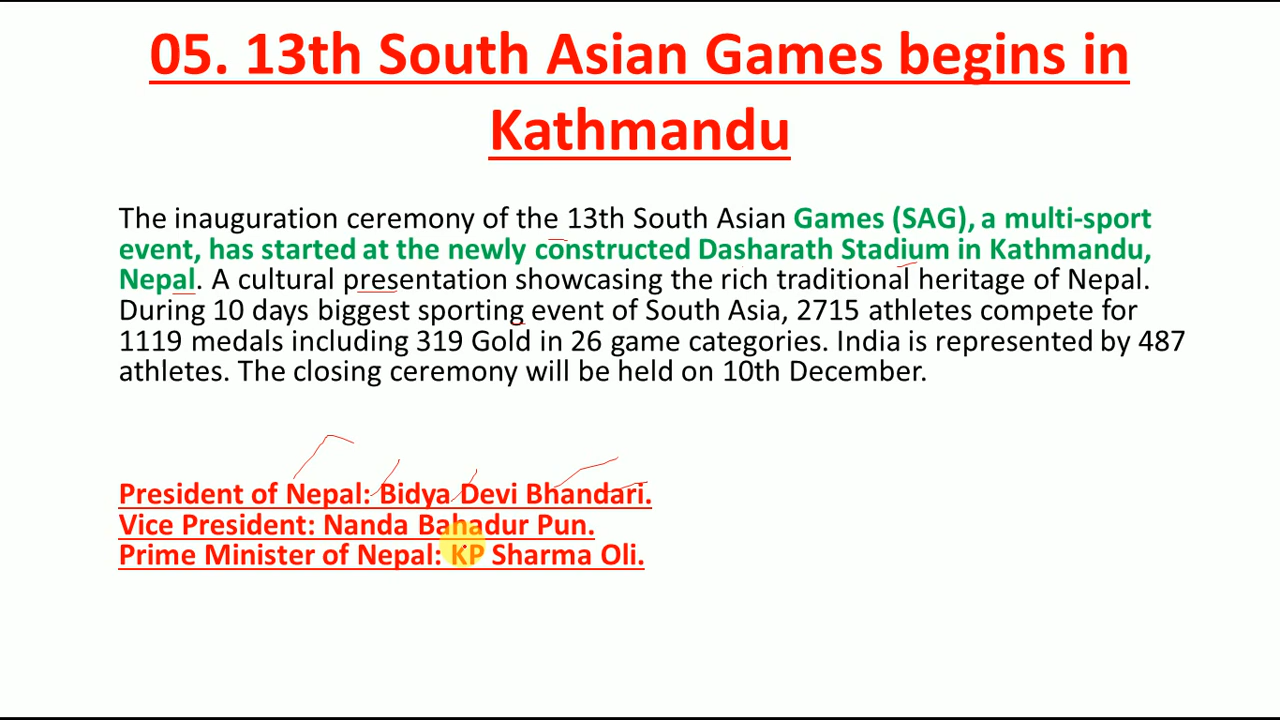 05. 13th South Asian Games begins in
Kathmandu
The inauguration ceremony of the 13th South Asian Games (SAG), a multi-sport
event, has started at the newly constructed Dasharath Stadium in Kathmandu,
Nepal. A cultural presentation showcasing the rich traditional heritage of Nepal.
During 10 days biggest sporting event of South Asia, 2715 athletes compete for
1119 medals including 319 Gold in 26 game categories. India is represented by 487
athletes. The closing ceremony will be held on 10th December.
President of Nepal: Bidya Devi Bhandari.
Vice President: Nanda Bahadur Pun.
Prime Minister of Nepal: KP Sharma Oli.